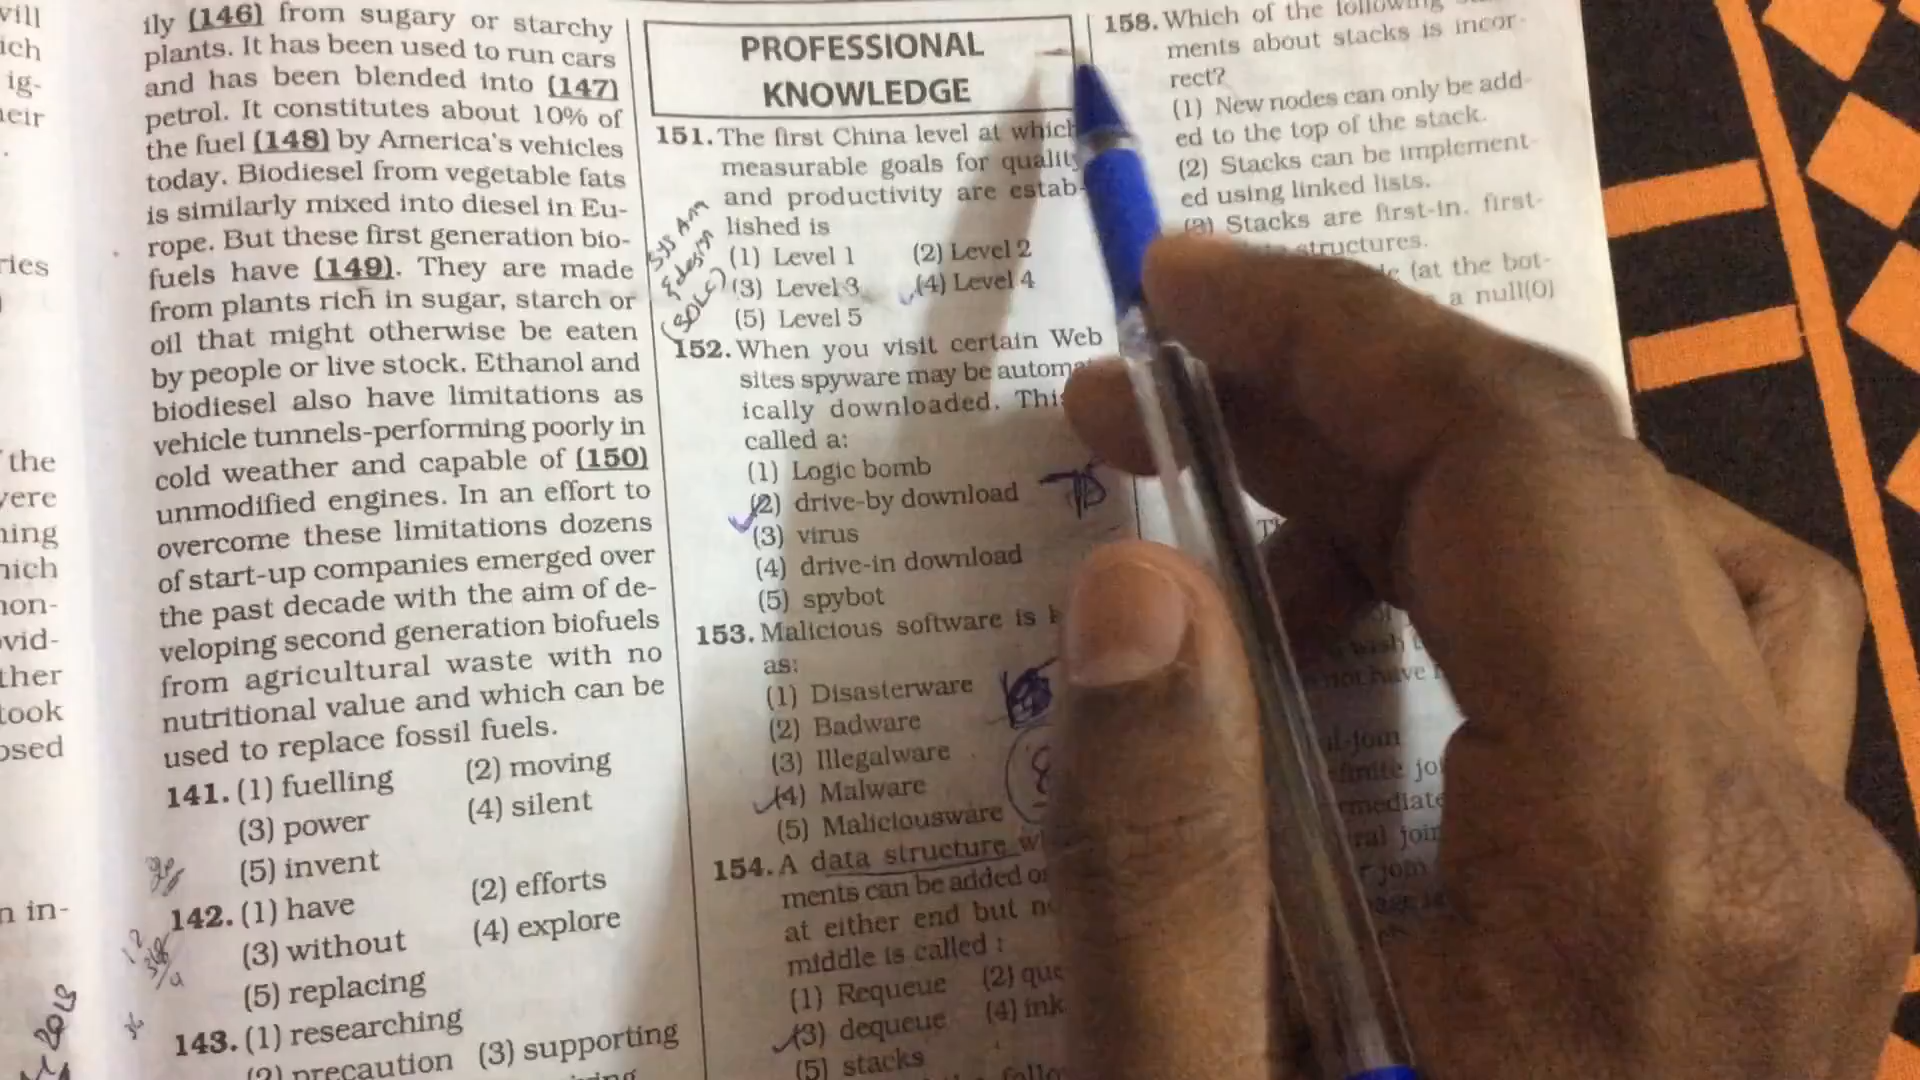 vill
ich
ig-
heir
ries
the
were
ning
hich
non-
ovid-
ther
took
osed
n in-
2018
ily (146) from sugary or starchy
plants. It has been used to run cars
and has been blended into (147)
petrol. It constitutes about 10% of
the fuel (148) by America's vehicles
today. Biodiesel from vegetable fats
is similarly mixed into diesel in Eu-
rope. But these first generation bio-
fuels have (149). They are made
from plants rich in sugar, starch or
oil that might otherwise be eaten
by people or live stock. Ethanol and
biodiesel also have limitations as
vehicle tunnels-performing poorly in
cold weather and capable of (150)
unmodified engines. In an effort to
overcome these limitations dozens
of start-up companies emerged over
the past decade with the aim of de-
veloping second generation biofuels
from agricultural waste with no
nutritional value and which can be
used to replace fossil fuels.
141. (1) fuelling (2) moving
(3) power (4) silent
(5) invent
142. (1) have (2) efforts
(3) without (4) explore
(5) replacing
143. (1) researching
(2) precaution (3) supporting
PROFESSIONAL
KNOWLEDGE
151. The first China level at which
measurable goals for quality
and productivity are estab-
lished is
(1) Level 1 (2) Level 2
(3) Level 3 (4) Level 4
(5) Level 5
Sys Ana
& design
(SDLC)
152. When you visit certain Web
sites spyware may be automa
ically downloaded. This
called a:
(1) Logic bomb
(2) drive-by download
(3) virus
(4) drive-in download
(5) spybot
153. Malicious software is
as:
(1) Disasterware
(2) Badware
(3) Illegalware
(4) Malware
(5) Maliciousware
154. A data structure
ments can be added
at either end but
middle is called :
(1) Requeue (2) que
(3) dequeue (4) ink
(5) stacks
158. Which of the following
ments about stacks is incor-
rect?
(1) New nodes can only be add-
ed to the top of the stack.
(2) Stacks can be implement-
ed using linked lists.
(3) Stacks are first-in, first-
structures.
(at the bot-
a null(0)